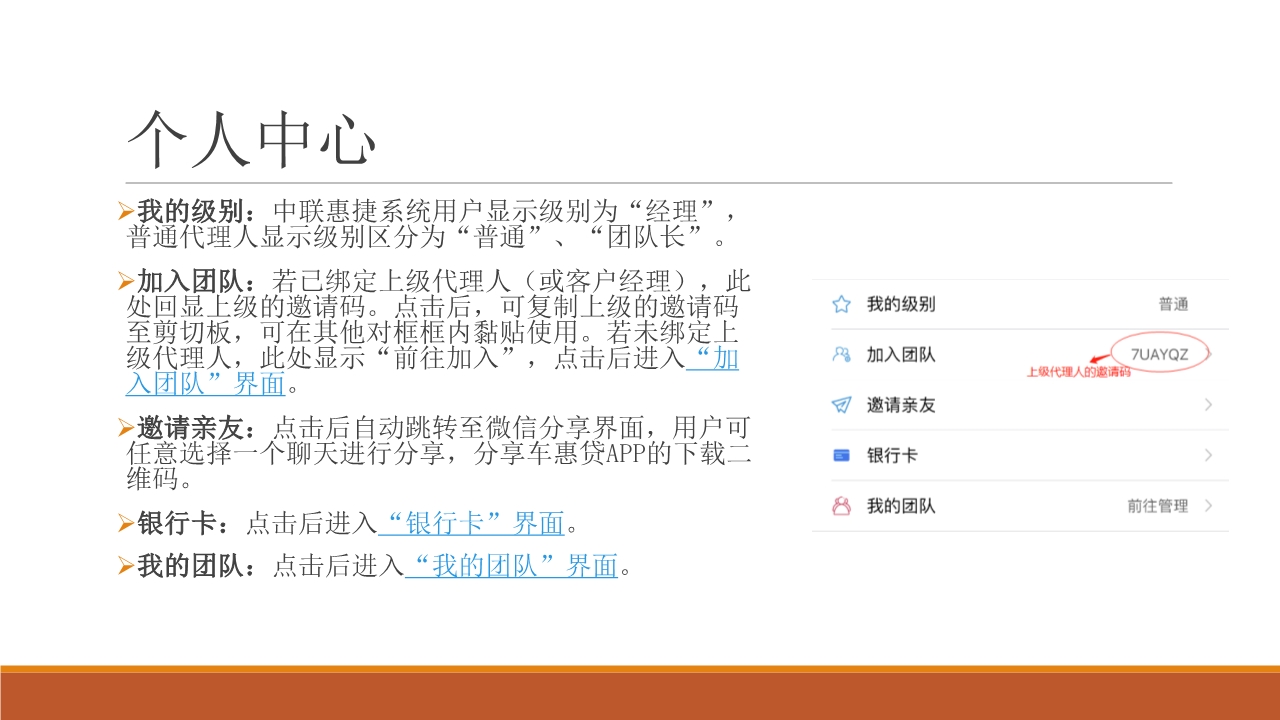 个人中心
我的级别：中联惠捷系统用户显示级别为“经理”，
普通代理人显示级别区分为“普通”、“团队长”。
加入团队：若已绑定上级代理人（或客户经理），此
处回显上级的邀请码。点击后，可复制上级的邀请码
至剪切板，可在其他对框框内黏贴使用。若未绑定上
级代理人，此处显示“前往加入”，点击后进入“加
入团队”界面。
邀请亲友：点击后自动跳转至微信分享界面，用户可
任意选择一个聊天进行分享，分享车惠贷APP的下载二
维码。
银行卡：点击后进入“银行卡”界面。
我的团队：点击后进入“我的团队”界面。
我的级别 普通
加入团队 7UAYQZ
上级代理人的邀请码
邀请亲友
银行卡
我的团队 前往管理